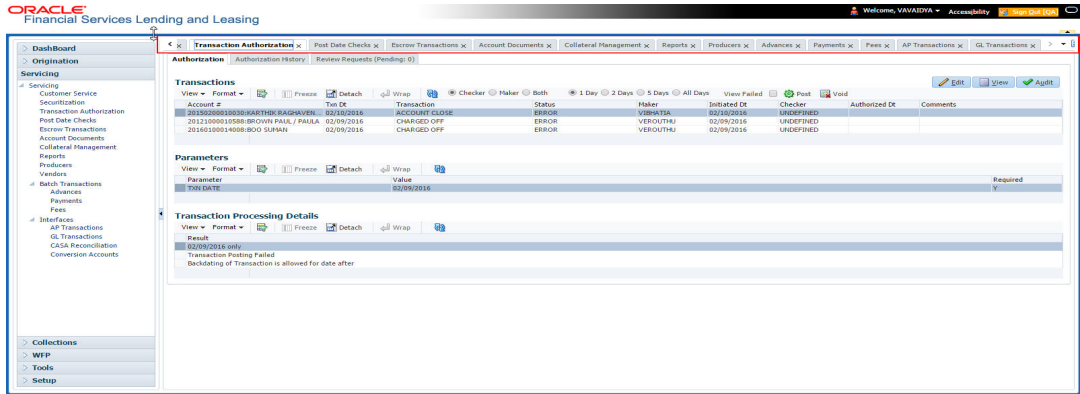 ORACLE
Financial Services Lending and Leasing
Welcome, VAVAIDYA Accessibility Sign Out [QA]
DashBoard
Origination
Servicing
Servicing
Customer Service
Securitization
Transaction Authorization
Post Date Checks
Escrow Transactions
Account Documents
Collateral Management
Reports
Producers
Vendors
Batch Transactions
Advances
Payments
Fees
Interfaces
AP Transactions
GL Transactions
CASA Reconciliation
Conversion Accounts
Collections
WFP
Tools
Setup
x Transaction Authorization x Post Date Checks x Escrow Transactions x Account Documents x Collateral Management x Reports x Producers x Advances x Payments x Fees x AP Transactions x GL Transactions x
Authorization Authorization History Review Requests (Pending: 0)
Transactions
Edit View Audit
View Format Freeze Detach Wrap Checker Maker Both 1 Day 2 Days 5 Days All Days View Failed Post Void
Account # Txn Dt Transaction Status Maker Initiated Dt Checker Authorized Dt Comments
20150200010030:KARTHIK RAGHAVEN... 02/10/2016 ACCOUNT CLOSE ERROR VIBHATIA 02/10/2016 UNDEFINED
20121000010588:BROWN PAUL / PAULA 02/09/2016 CHARGED OFF ERROR VEROUTHU 02/09/2016 UNDEFINED
20160100014008:BOO SUMAN 02/09/2016 CHARGED OFF ERROR VEROUTHU 02/09/2016 UNDEFINED
Parameters
View Format Freeze Detach Wrap
Parameter Value Required
TXN DATE 02/09/2016 Y
Transaction Processing Details
View Format Freeze Detach Wrap
Result
02/09/2016 only
Transaction Posting Failed
Backdating of Transaction is allowed for date after